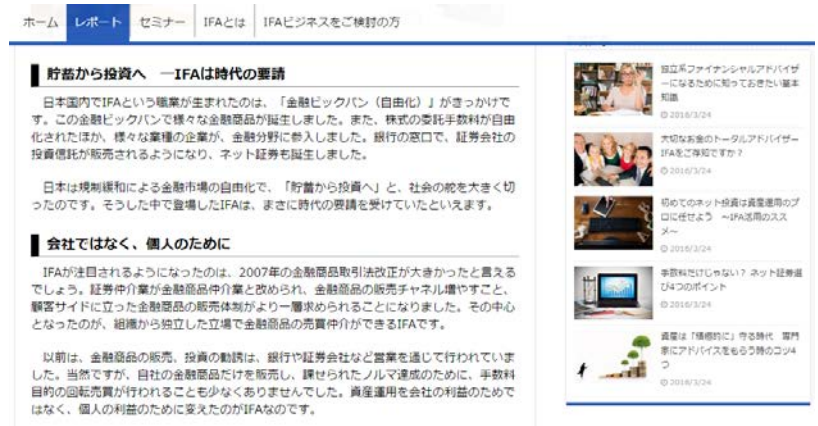 ホーム レポート セミナー IFAとは IFAビジネスをご検討の方
貯蓄から投資へ ―IFAは時代の要請
日本国内でIFAという職業が生まれたのは、「金融ビックバン（自由化）」がきっかけで
す。この金融ビックバンで様々な金融商品が誕生しました。また、株式の委託手数料が自由
化されたほか、様々な業種の企業が、金融分野に参入しました。銀行の窓口で、証券会社の
投資信託が販売されるようになり、ネット証券も誕生しました。
日本は規制緩和による金融市場の自由化で、「貯蓄から投資へ」と、社会の舵を大きく切
ったのです。そうした中で登場したIFAは、まさに時代の要請を受けていたといえます。
会社ではなく、個人のために
IFAが注目されるようになったのは、2007年の金融商品取引法改正が大きかったと言える
でしょう。証券仲介業が金融商品仲介業と改められ、金融商品の販売チャネル増やすこと、
顧客サイドに立った金融商品の販売体制がより一層求められることになりました。その中心
となったのが、組織から独立した立場で金融商品の売買仲介ができるIFAです。
以前は、金融商品の販売、投資の勧誘は、銀行や証券会社など営業を通じて行われていま
した。当然ですが、自社の金融商品だけを販売し、課せられたノルマ達成のために、手数料
目的の回転売買が行われることも少なくありませんでした。資産運用を会社の利益のためで
はなく、個人の利益のために変えたのがIFAなのです。
独立系ファイナンシャルアドバイザ
ーになるために知っておきたい基本
知識
2016/3/24
大切なお金のトータルアドバイザー
IFAをご存知ですか？
2016/3/24
初めてのネット投資は資産運用のプ
ロに任せよう ～IFA活用のスス
メ～
2016/3/24
手数料だけじゃない？ ネット証券選
び4つのポイント
2016/3/24
資産は「積極的に」守る時代 専門
家にアドバイスをもらう時のコツ4
つ
2016/3/24